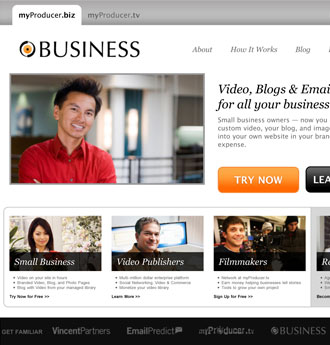 myProducer.biz myProducer.tv
BUSINESS
About How It Works Blog
Video, Blogs & Emai
for all your business
Small business owners — now you
custom video, your blog, and imag
into your own website in your bran
expense.
TRY NOW LEA
Small Business Video Publishers Filmmakers Reg
Video on your site in hours
Branded Video, Blog, and Photo Pages
Blog and video from your managed library
Try Now for Free >>
Multi-million dollar enterprise platform
Social Networking, Video & Commerce
Monetize your video library
Learn More >>
Network at myProducer.tv
Earn money helping businesses tell stories
Tools to grow your own project
Sign Up for Free >>
GET FAMILIAR VincentPartners EmailPredict myProducer.tv BUSINESS